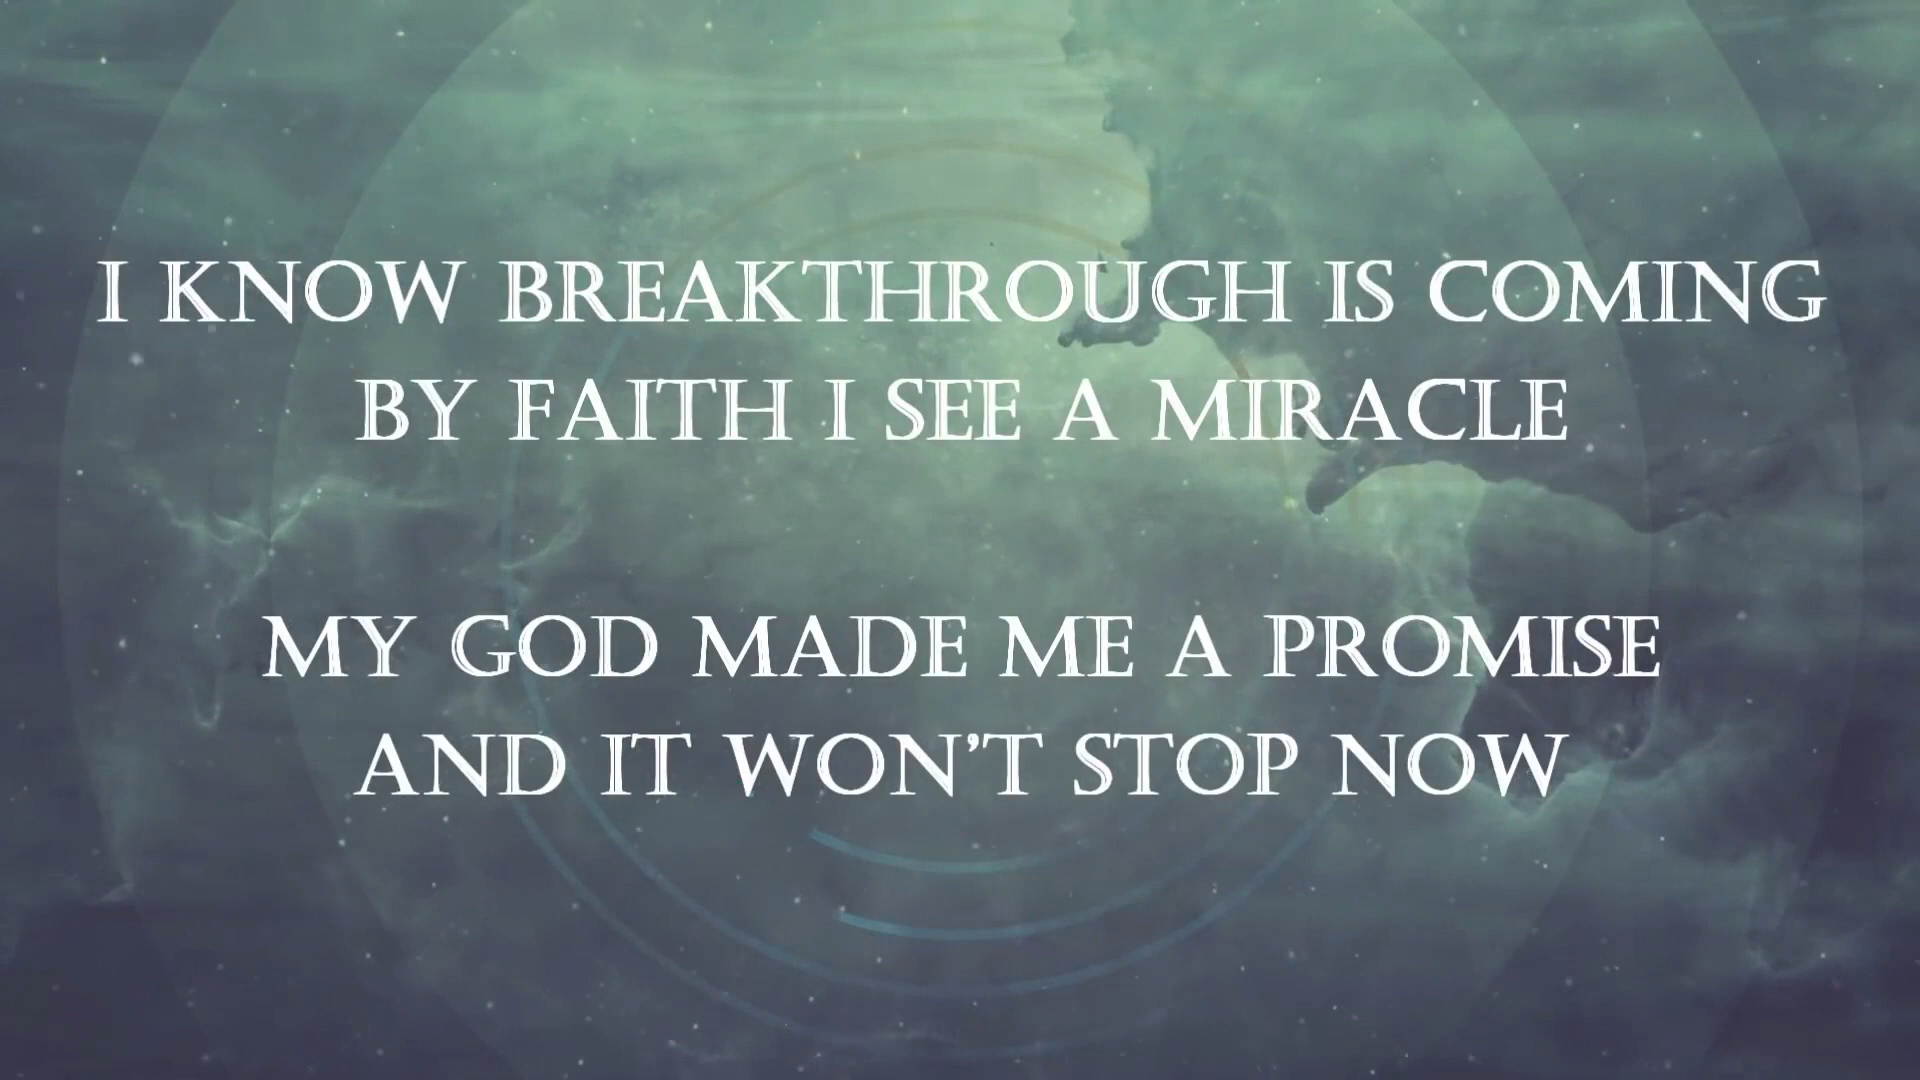 I KNOW BREAKTHROUGH IS COMING
BY FAITH I SEE A MIRACLE
MY GOD MADE ME A PROMISE
AND IT WON'T STOP NOW